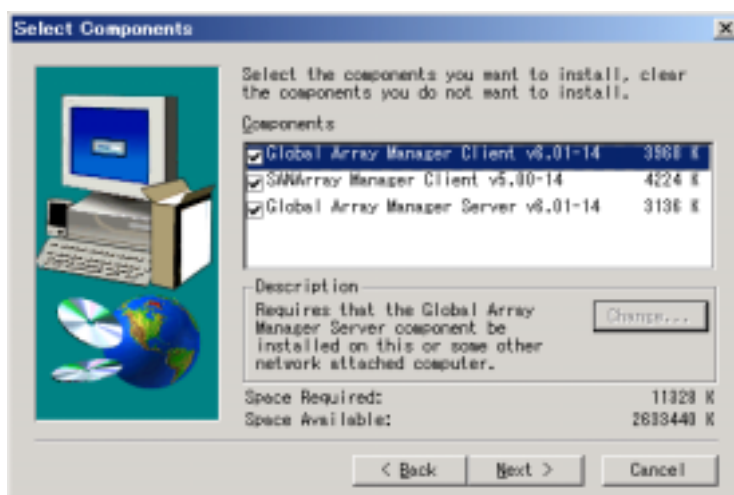 Select Components
Select the components you want to install, clear
the components you do not want to install.
Components
Global Array Manager Client v6.01-14 3968 K
SANArray Manager Client v5.00-14 4224 K
Global Array Manager Server v6.01-14 3136 K
Description
Requires that the Global Array
Manager Server component be
installed on this or some other
network attached computer.
Change...
Space Required: 11328 K
Space Available: 2633440 K
< Back
Next >
Cancel